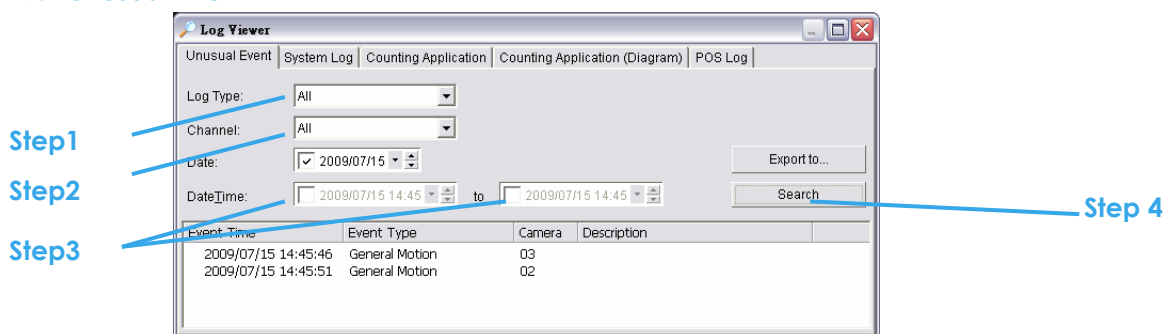 Log Viewer
Unusual Event System Log Counting Application Counting Application (Diagram) POS Log
Log Type: All
Step1
Channel: All
Date: 2009/07/15 Export to...
Step2
DateTime: 2009/07/15 14:45 to 2009/07/15 14:45 Search
Step 4
Event Time Event Type Camera Description
Step3
2009/07/15 14:45:46 General Motion 03
2009/07/15 14:45:51 General Motion 02